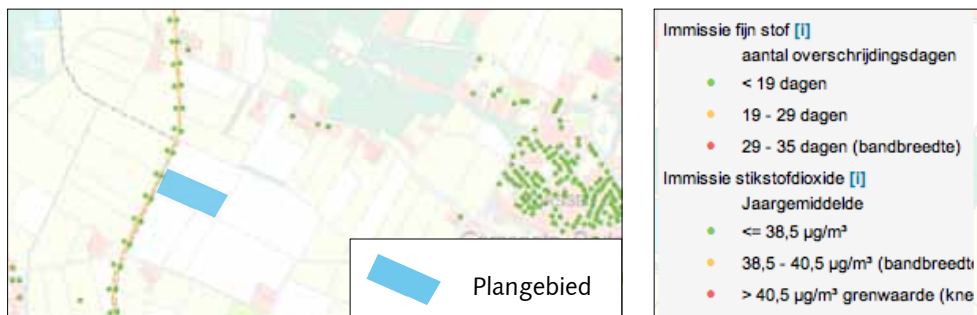 Plangebied
Immissie fijn stof [i]
aantal overschrijdingsdagen
< 19 dagen
19 - 29 dagen
29 - 35 dagen (bandbreedte)
Immissie stikstofdioxide [i]
Jaargemiddelde
<= 38,5 µg/m³
38,5 - 40,5 µg/m³ (bandbreedte
> 40,5 µg/m³ grenwaarde (kne